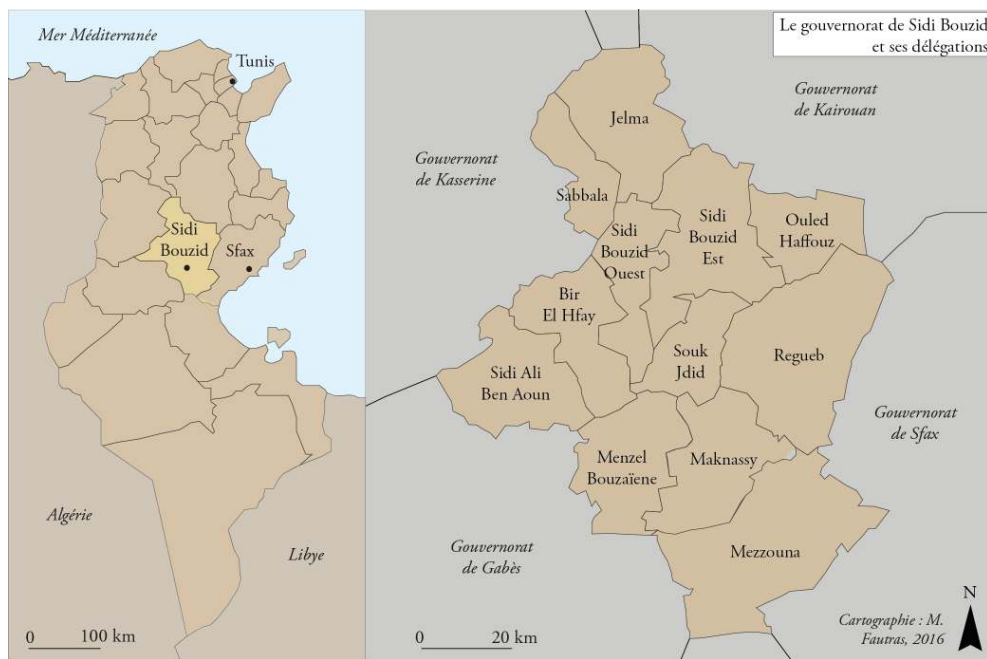 Mer Méditerranée
Tunis
Sidi
Bouzid
Sfax
Algérie
Libye
0 100 km
Le gouvernorat de Sidi Bouzid
et ses délégations
Gouvernorat
de Kairouan
Gouvernorat
de Kasserine
Jelma
Sabbala
Sidi
Bouzid
Ouest
Sidi
Bouzid
Est
Ouled
Haffouz
Bir
El Hfay
Souk
Jdid
Regueb
Sidi Ali
Ben Aoun
Gouvernorat
de Sfax
Menzel
Bouzaïene
Maknassy
Gouvernorat
de Gabès
Mezzouna
0 20 km
N
Cartographie : M.
Fautras, 2016